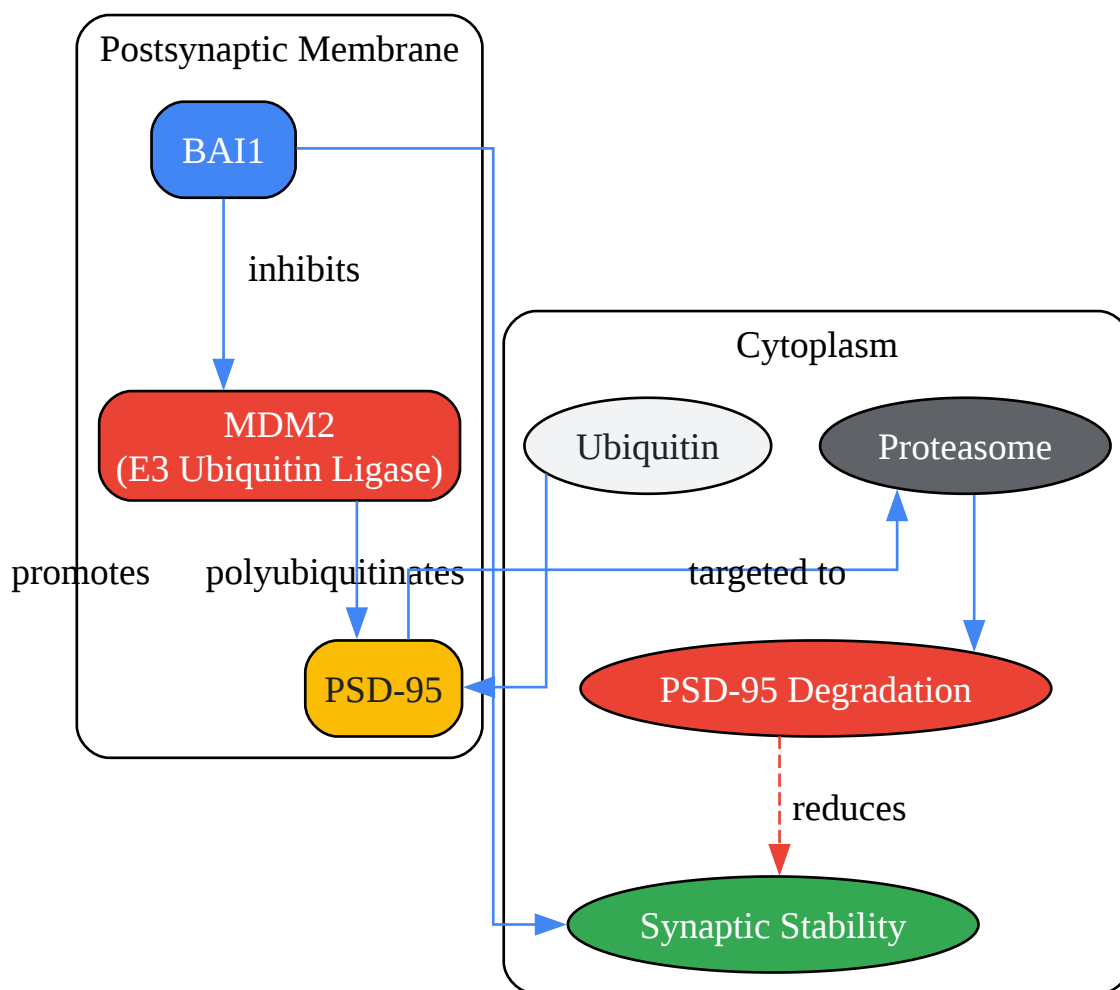 Postsynaptic Membrane
BAI1
inhibits
Cytoplasm
MDM2
(E3 Ubiquitin Ligase)
Ubiquitin
Proteasome
promotes
polyubiquitinates
targeted to
PSD-95
PSD-95 Degradation
reduces
Synaptic Stability